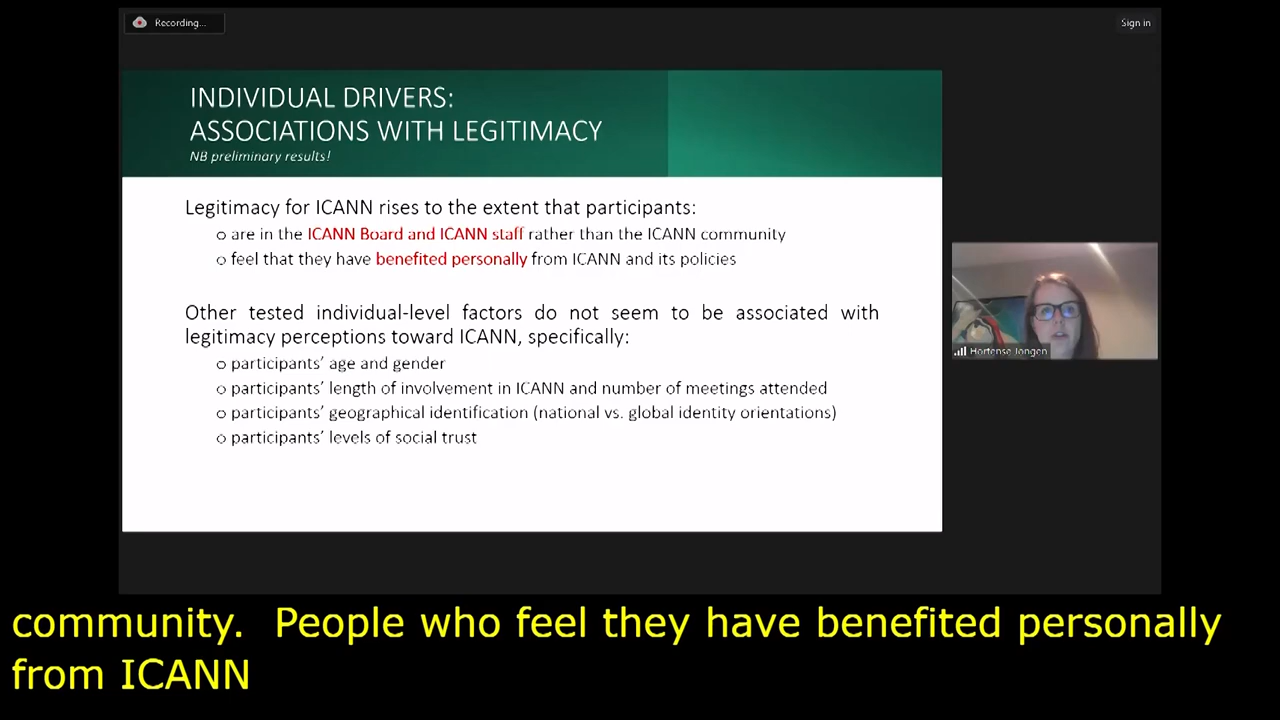 Recording...
Sign in
INDIVIDUAL DRIVERS:
ASSOCIATIONS WITH LEGITIMACY
NB preliminary results!
Legitimacy for ICANN rises to the extent that participants:
o are in the ICANN Board and ICANN staff rather than the ICANN community
o feel that they have benefited personally from ICANN and its policies
Other tested individual-level factors do not seem to be associated with
legitimacy perceptions toward ICANN, specifically:
o participants’ age and gender
o participants’ length of involvement in ICANN and number of meetings attended
o participants’ geographical identification (national vs. global identity orientations)
o participants’ levels of social trust
Hortense Jongen
community.  People who feel they have benefited personally
from ICANN